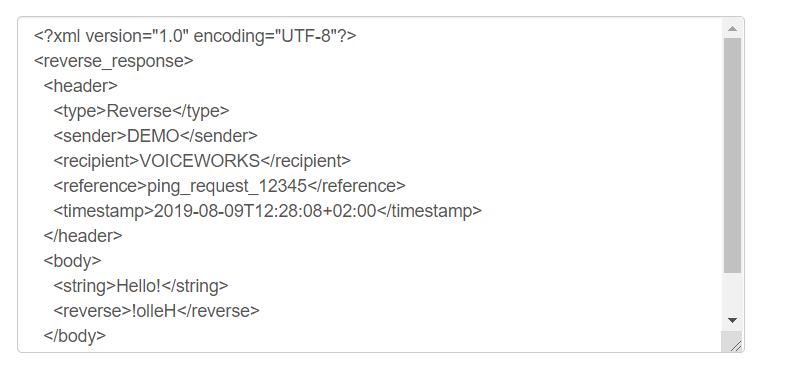 <?xml version="1.0" encoding="UTF-8"?>
<reverse_response>
<header>
<type>Reverse</type>
<sender>DEMO</sender>
<recipient>VOICEWORKS</recipient>
<reference>ping_request_12345</reference>
<timestamp>2019-08-09T12:28:08+02:00</timestamp>
</header>
<body>
<string>Hello!</string>
<reverse>!olleH</reverse>
</body>